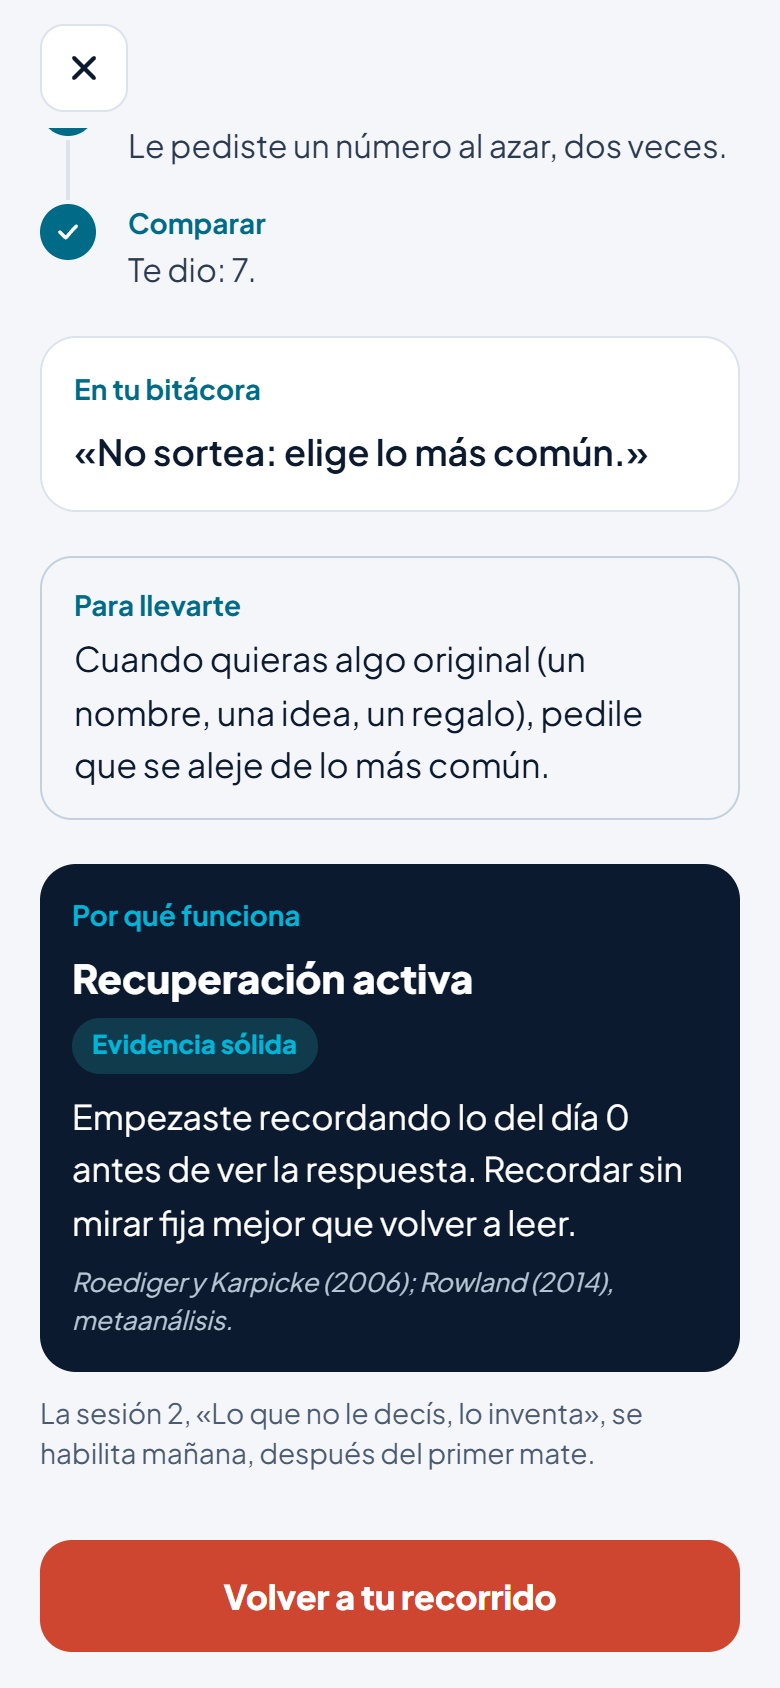 Le pediste un número al azar, dos veces.
Comparar
Te dio: 7.
En tu bitácora
«No sortea: elige lo más común.»
Para llevarte
Cuando quieras algo original (un
nombre, una idea, un regalo), pedile
que se aleje de lo más común.
Por qué funciona
Recuperación activa
Evidencia sólida
Empezaste recordando lo del día 0
antes de ver la respuesta. Recordar sin
mirar fija mejor que volver a leer.
Roediger y Karpicke (2006); Rowland (2014),
metaanálisis.
La sesión 2, «Lo que no le decís, lo inventa», se
habilita mañana, después del primer mate.
Volver a tu recorrido